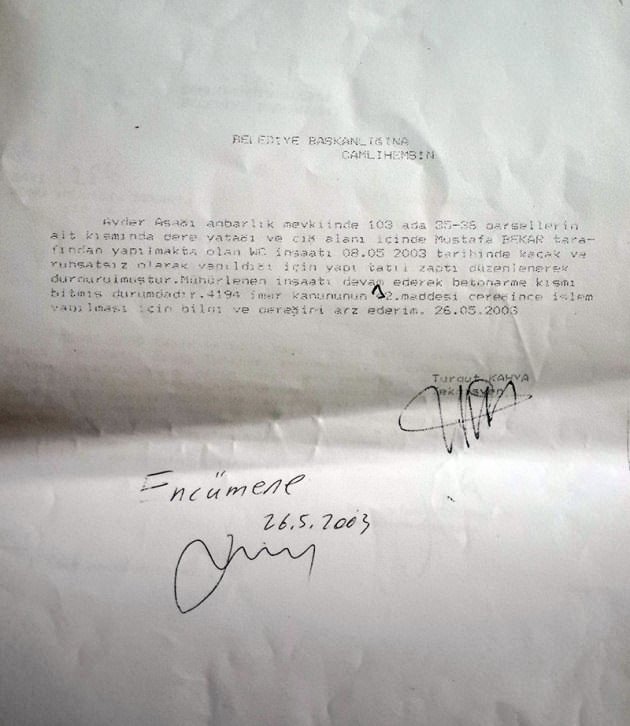 BELEDİYE BAŞKANLIĞINA
ÇAMLIHEMŞİN
Ayder Aşağı anbarlık mevkiinde 103 ada 35-36 parsellerin
alt kısmında dere yatağı ve çığ alanı içinde Mustafa BEKAR tara-
fından yapılmakta olan WC inşaatı 08.05 2003 tarihinde kaçak ve
ruhsatsız olarak yapıldığı için yapı tatil zaptı düzenlenerek
durdurulmuştur.Mühürlenen inşaatı devam ederek betonarme kısmı
bitmiş durumdadır.4194 imar kanununun 32.maddesi gereğince işlem
yapılması için bilgi ve gereğini arz ederim. 26.05.2003
Turgut KAHYA
Encümene
26.5.2003